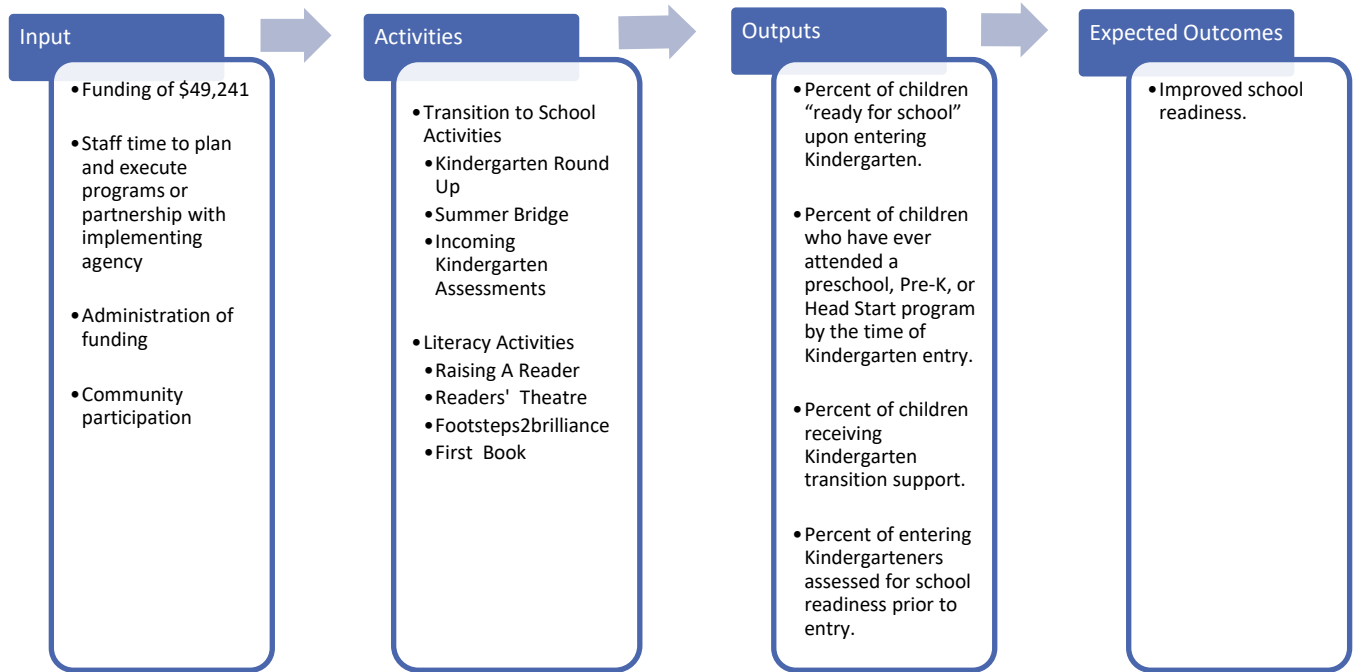 Input
•Funding of $49,241
•Staff time to plan
and execute
programs or
partnership with
implementing
agency
•Administration of
funding
•Community
participation
Activities
•Transition to School
Activities
•Kindergarten Round
Up
•Summer Bridge
•Incoming
Kindergarten
Assessments
•Literacy Activities
•Raising A Reader
•Readers' Theatre
•Footsteps2brilliance
•First Book
Outputs
•Percent of children
“ready for school”
upon entering
Kindergarten.
•Percent of children
who have ever
attended a
preschool, Pre-K, or
Head Start program
by the time of
Kindergarten entry.
•Percent of children
receiving
Kindergarten
transition support.
•Percent of entering
Kindergarteners
assessed for school
readiness prior to
entry.
Expected Outcomes
•Improved school
readiness.